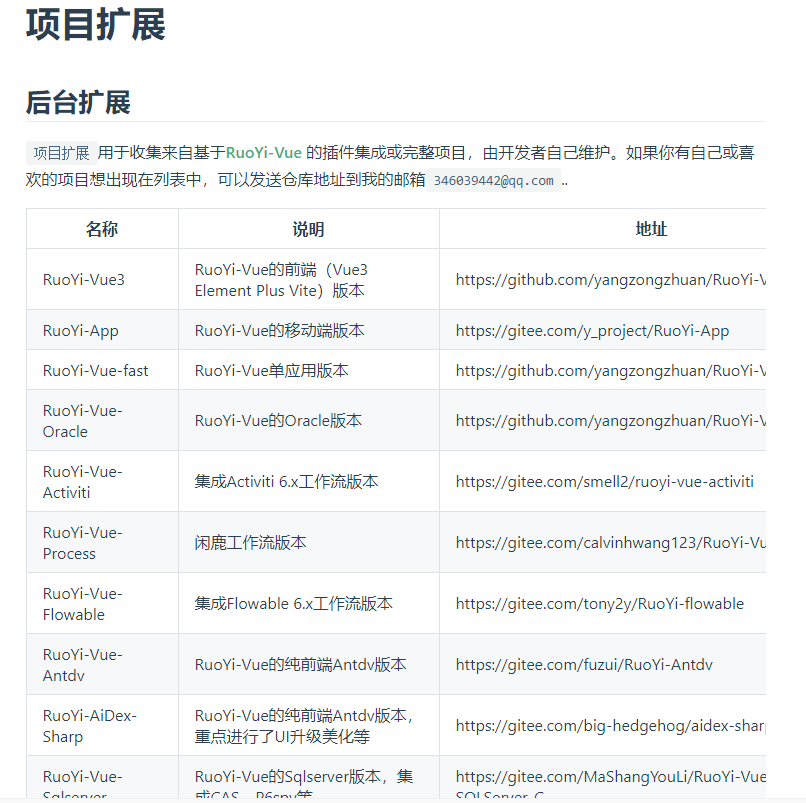 项目扩展
后台扩展
项目扩展 用于收集来自基于RuoYi-Vue 的插件集成或完整项目，由开发者自己维护。如果你有自己或喜
欢的项目想出现在列表中，可以发送仓库地址到我的邮箱 346039442@qq.com ..
名称 说明 地址
RuoYi-Vue3
RuoYi-Vue的前端（Vue3
Element Plus Vite）版本
https://github.com/yangzongzhuan/RuoYi-V
RuoYi-App
RuoYi-Vue的移动端版本
https://gitee.com/y_project/RuoYi-App
RuoYi-Vue-fast
RuoYi-Vue单应用版本
https://github.com/yangzongzhuan/RuoYi-V
RuoYi-Vue-
Oracle
RuoYi-Vue的Oracle版本
https://github.com/yangzongzhuan/RuoYi-V
RuoYi-Vue-
Activiti
集成Activiti 6.x工作流版本
https://gitee.com/smell2/ruoyi-vue-activiti
RuoYi-Vue-
Process
闲鹿工作流版本
https://gitee.com/calvinhwang123/RuoYi-Vu
RuoYi-Vue-
Flowable
集成Flowable 6.x工作流版本
https://gitee.com/tony2y/RuoYi-flowable
RuoYi-Vue-
Antdv
RuoYi-Vue的纯前端Antdv版本
https://gitee.com/fuzui/RuoYi-Antdv
RuoYi-AiDex-
Sharp
RuoYi-Vue的纯前端Antdv版本，
重点进行了UI升级美化等
https://gitee.com/big-hedgehog/aidex-shar
RuoYi-Vue-
Sqlserver
RuoYi-Vue的Sqlserver版本，集
成CAS、P6spy等
https://gitee.com/MaShangYouLi/RuoYi-Vue
SQLServer-C